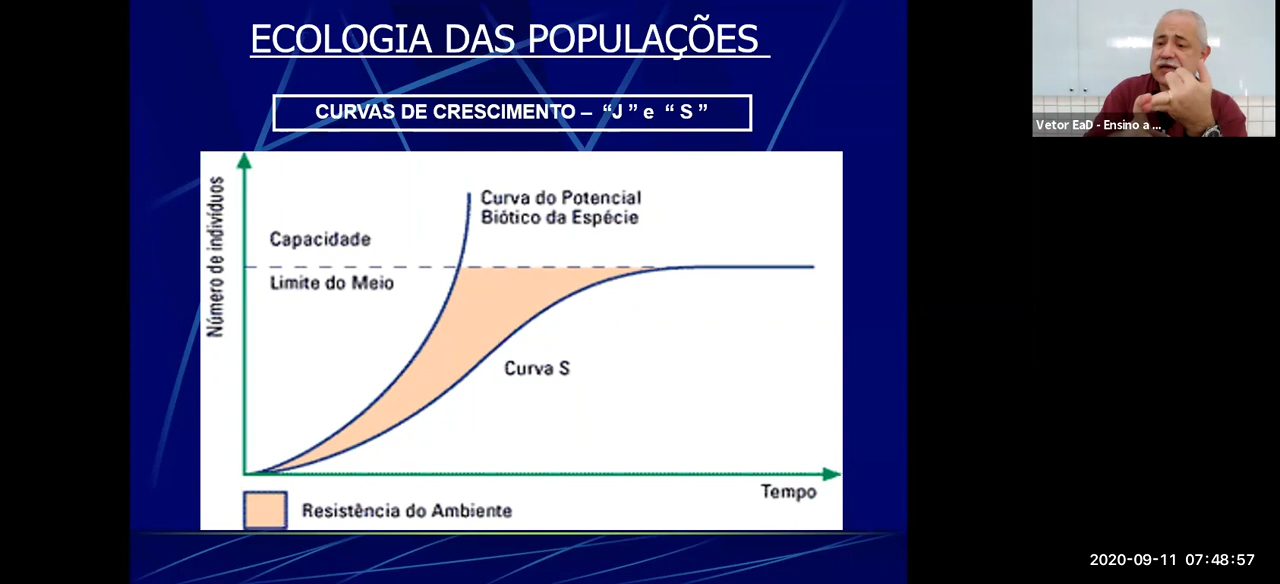 ECOLOGIA DAS POPULAÇÕES
CURVAS DE CRESCIMENTO – “J ” e “ S ”
Vetor EaD - Ensino a ...
Número de indivíduos
Curva do Potencial
Biótico da Espécie
Capacidade
Limite do Meio
Curva S
Tempo
Resistência do Ambiente
2020-09-11 07:48:57